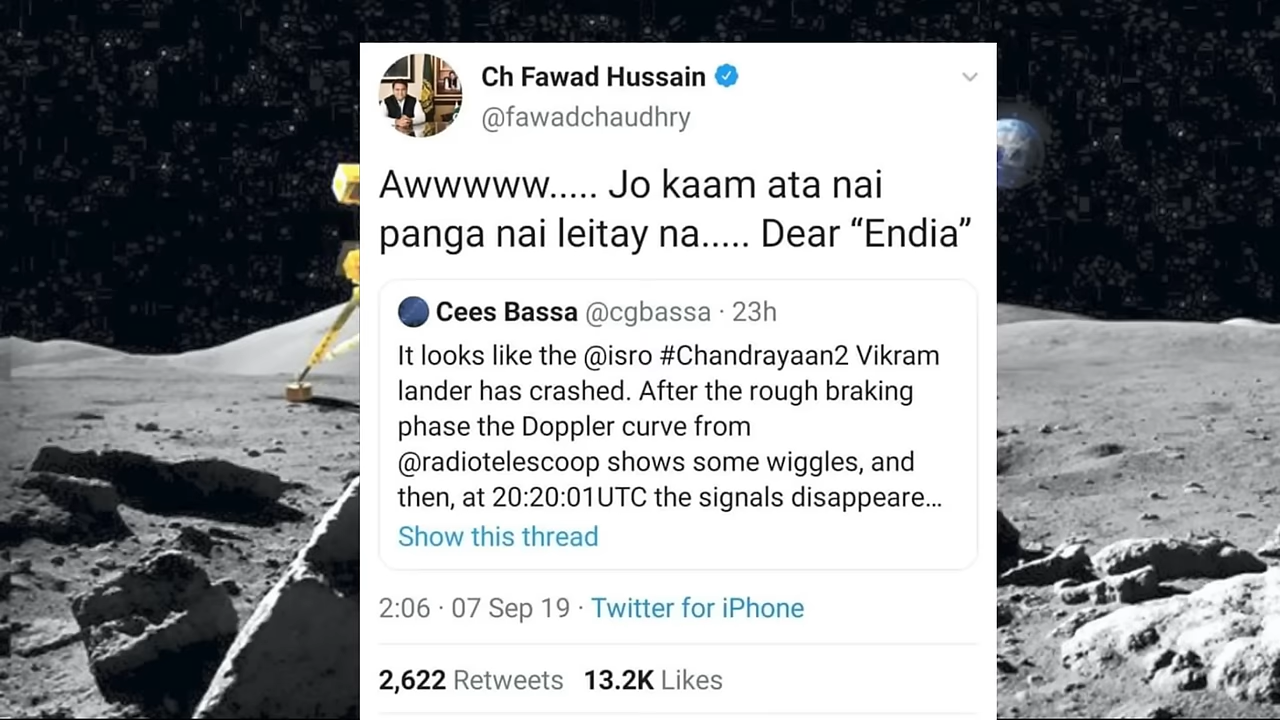 Ch Fawad Hussain
@fawadchaudhry
Awwwww..... Jo kaam ata nai
panga nai leitay na..... Dear “Endia”
Cees Bassa @cgbassa · 23h
It looks like the @isro #Chandrayaan2 Vikram
lander has crashed. After the rough braking
phase the Doppler curve from
@radiotelescoop shows some wiggles, and
then, at 20:20:01UTC the signals disappeare...
Show this thread
2:06 · 07 Sep 19 · Twitter for iPhone
2,622 Retweets 13.2K Likes